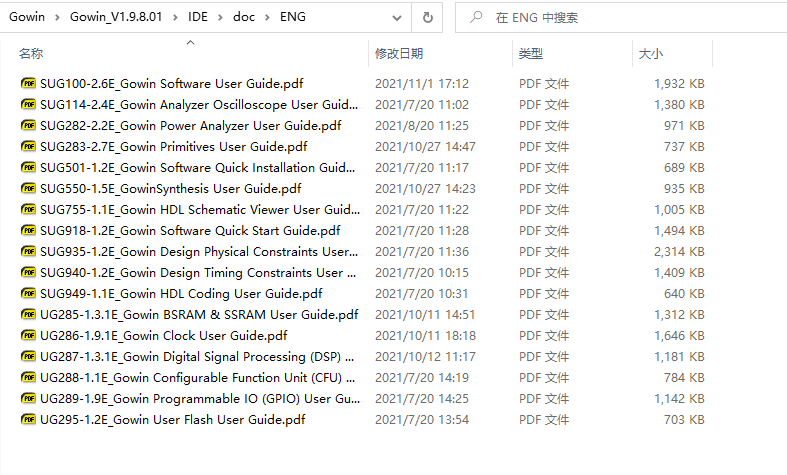 Gowin > Gowin_V1.9.8.01 > IDE > doc > ENG 在 ENG 中搜索
名称 修改日期 类型 大小
SUG100-2.6E_Gowin Software User Guide.pdf 2021/11/1 17:12 PDF 文件 1,932 KB
SUG114-2.4E_Gowin Analyzer Oscilloscope User Guid... 2021/7/20 11:02 PDF 文件 1,380 KB
SUG282-2.2E_Gowin Power Analyzer User Guide.pdf 2021/8/20 11:25 PDF 文件 971 KB
SUG283-2.7E_Gowin Primitives User Guide.pdf 2021/10/27 14:47 PDF 文件 737 KB
SUG501-1.2E_Gowin Software Quick Installation Guid... 2021/7/20 11:17 PDF 文件 689 KB
SUG550-1.5E_GowinSynthesis User Guide.pdf 2021/10/27 14:23 PDF 文件 935 KB
SUG755-1.1E_Gowin HDL Schematic Viewer User Guid... 2021/7/20 11:22 PDF 文件 1,005 KB
SUG918-1.2E_Gowin Software Quick Start Guide.pdf 2021/7/20 11:28 PDF 文件 1,494 KB
SUG935-1.2E_Gowin Design Physical Constraints User... 2021/7/20 11:36 PDF 文件 2,314 KB
SUG940-1.2E_Gowin Design Timing Constraints User ... 2021/7/20 10:15 PDF 文件 1,409 KB
SUG949-1.1E_Gowin HDL Coding User Guide.pdf 2021/7/20 10:31 PDF 文件 640 KB
UG285-1.3.1E_Gowin BSRAM & SSRAM User Guide.pdf 2021/10/11 14:51 PDF 文件 1,312 KB
UG286-1.9.1E_Gowin Clock User Guide.pdf 2021/10/11 18:18 PDF 文件 1,646 KB
UG287-1.3.1E_Gowin Digital Signal Processing (DSP) ... 2021/10/12 11:17 PDF 文件 1,181 KB
UG288-1.1E_Gowin Configurable Function Unit (CFU) ... 2021/7/20 14:19 PDF 文件 784 KB
UG289-1.9E_Gowin Programmable IO (GPIO) User Gu... 2021/7/20 14:25 PDF 文件 1,142 KB
UG295-1.2E_Gowin User Flash User Guide.pdf 2021/7/20 13:54 PDF 文件 703 KB